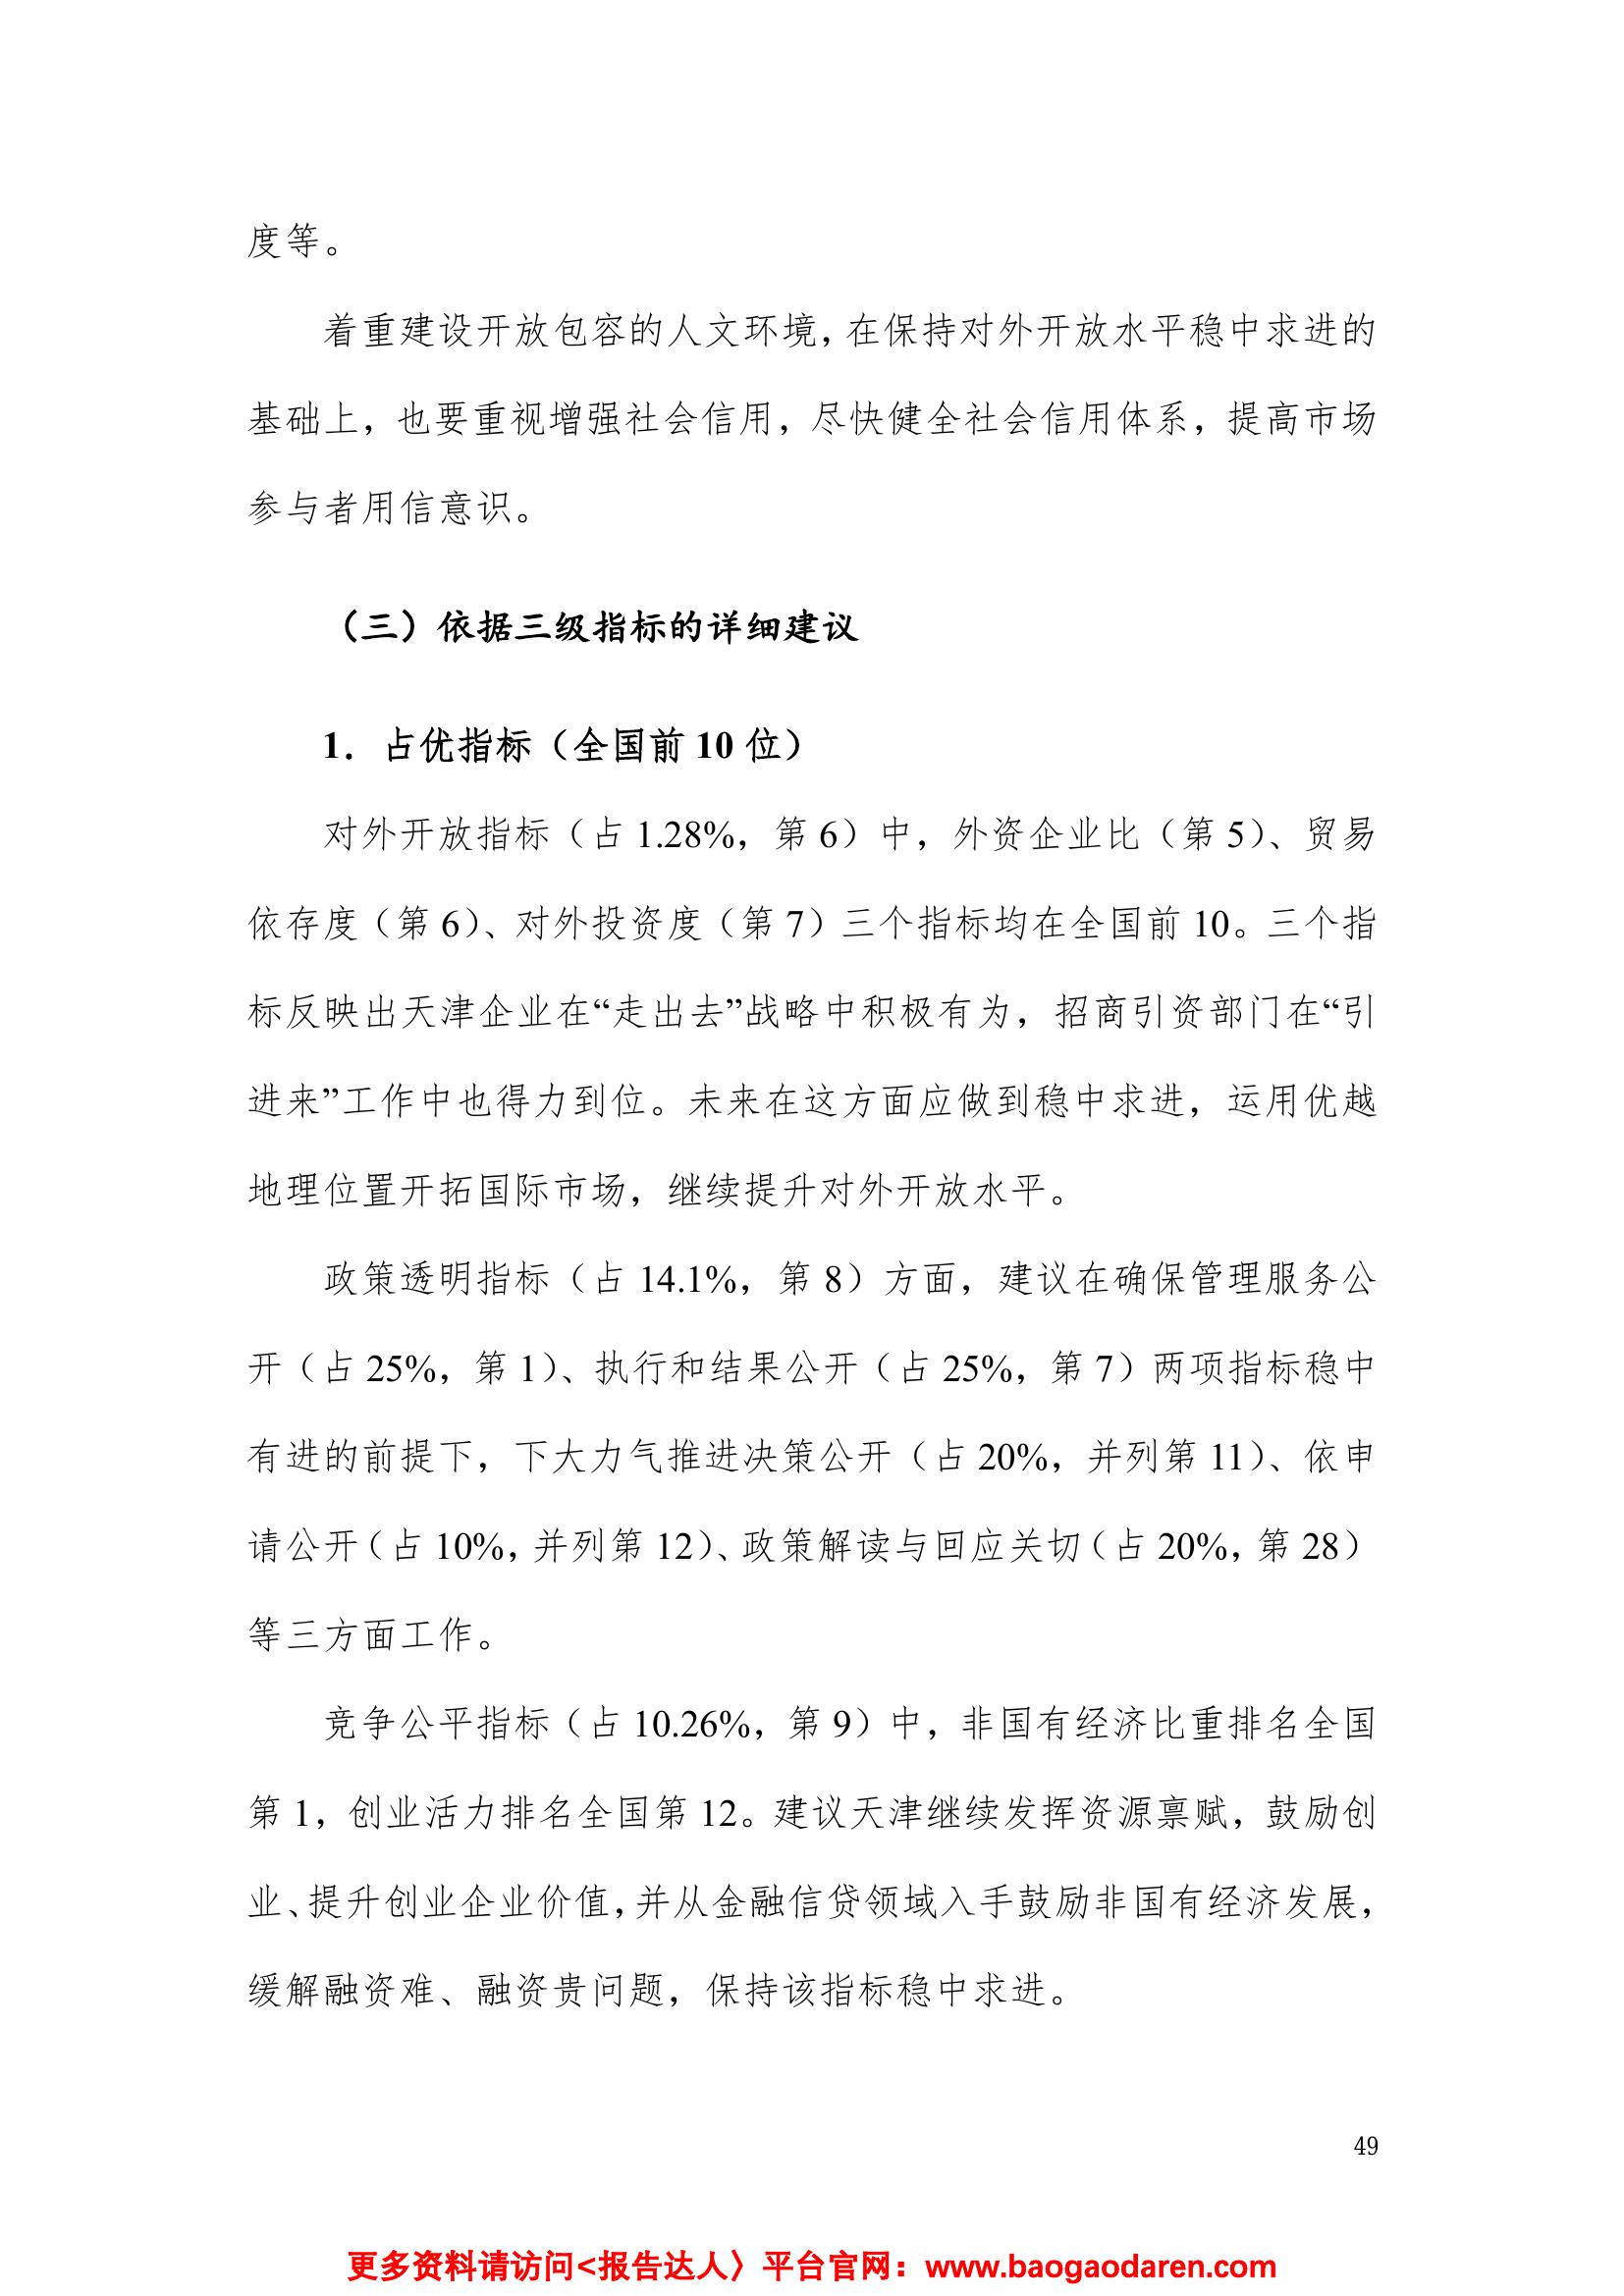 度等。
着重建设开放包容的人文环境，在保持对外开放水平稳中求进的
基础上，也要重视增强社会信用，尽快健全社会信用体系，提高市场
参与者用信意识。
（三）依据三级指标的详细建议
1．占优指标（全国前 10 位）
对外开放指标（占 1.28%，第 6）中，外资企业比（第 5）、贸易
依存度（第 6）、对外投资度（第 7）三个指标均在全国前 10。三个指
标反映出天津企业在“走出去”战略中积极有为，招商引资部门在“引
进来”工作中也得力到位。未来在这方面应做到稳中求进，运用优越
地理位置开拓国际市场，继续提升对外开放水平。
政策透明指标（占 14.1%，第 8）方面，建议在确保管理服务公
开（占 25%，第 1）、执行和结果公开（占 25%，第 7）两项指标稳中
有进的前提下，下大力气推进决策公开（占 20%，并列第 11）、依申
请公开（占 10%，并列第 12）、政策解读与回应关切（占 20%，第 28）
等三方面工作。
竞争公平指标（占 10.26%，第 9）中，非国有经济比重排名全国
第 1，创业活力排名全国第 12。建议天津继续发挥资源禀赋，鼓励创
业、提升创业企业价值，并从金融信贷领域入手鼓励非国有经济发展，
缓解融资难、融资贵问题，保持该指标稳中求进。
49
更多资料请访问<报告达人〉平台官网：www.baogaodaren.com